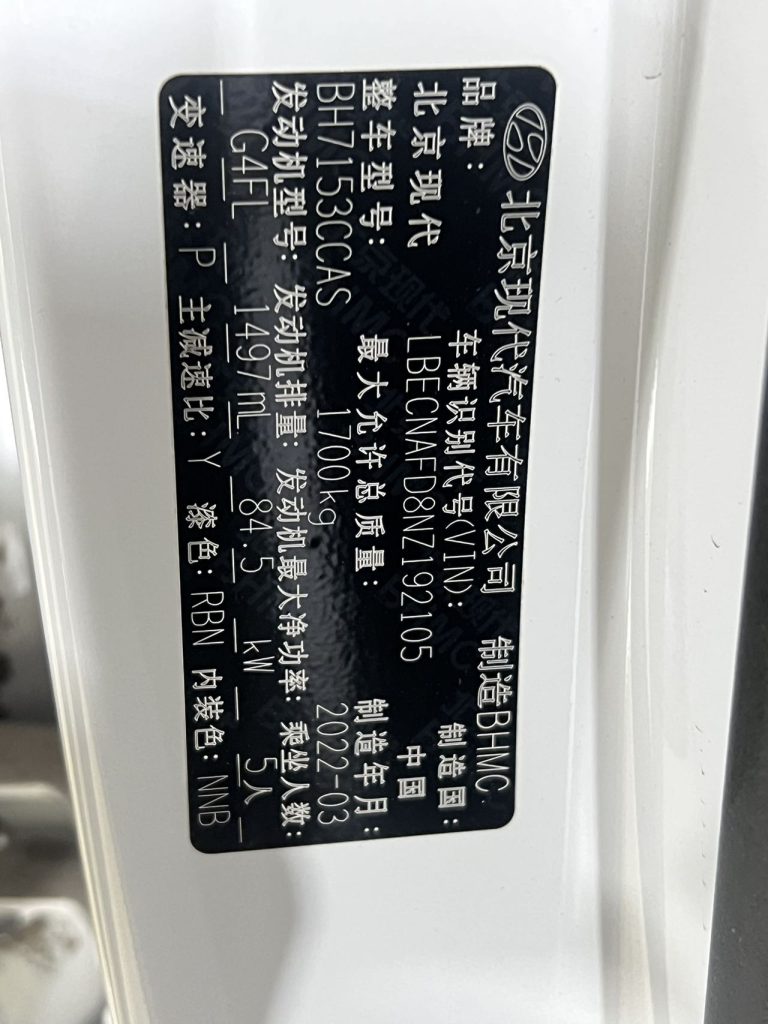 北京现代汽车有限公司 制造BHMC
品牌: 车辆识别代号(VIN): 制造国:
北京现代 LBECNAFD8NZ192105 中国
整车型号: 最大允许总质量: 制造年月:
BH7153CCAS 1700kg 2022-03
发动机型号: 发动机排量: 发动机最大净功率: 乘坐人数:
G4FL 1497mL 84.5 kW 5人
变速器: P 主减速比: Y 漆色: RBN 内装色: NNB